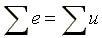 ∑e = ∑u